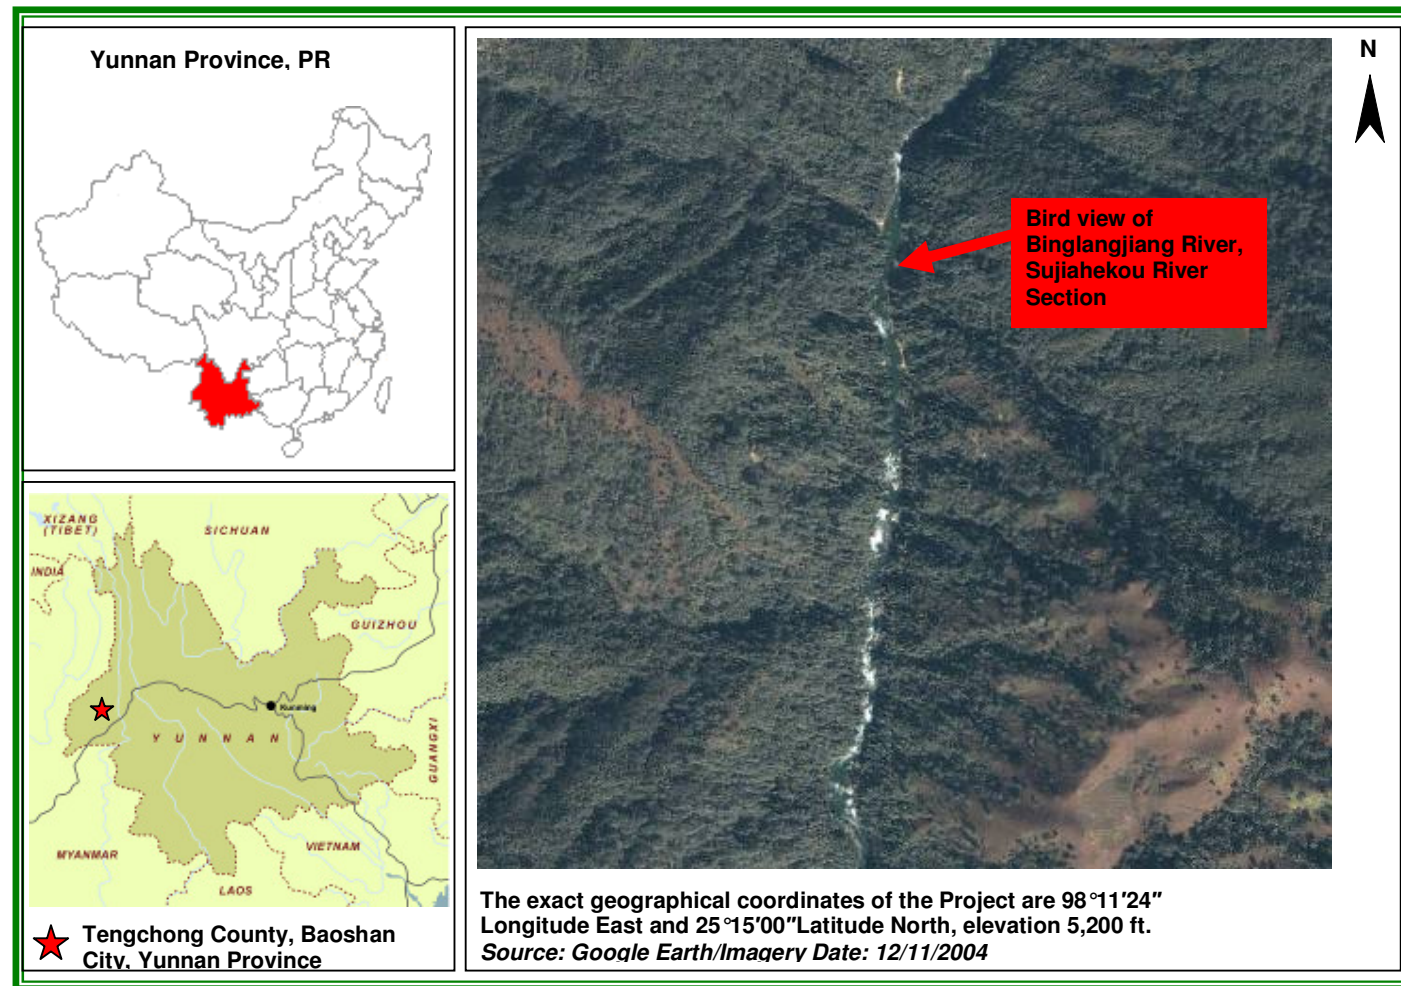 Yunnan Province, PR
N
Bird view of
Binglangjiang River,
Sujiahekou River
Section
XIZANG
(TIBET)
SICHUAN
INDIA
GUIZHOU
Kunming
YUNNAN
GUANGXI
MYANMAR
VIETNAM
LAOS
Tengchong County, Baoshan
City, Yunnan Province
The exact geographical coordinates of the Project are 98°11'24"
Longitude East and 25°15'00"Latitude North, elevation 5,200 ft.
Source: Google Earth/Imagery Date: 12/11/2004